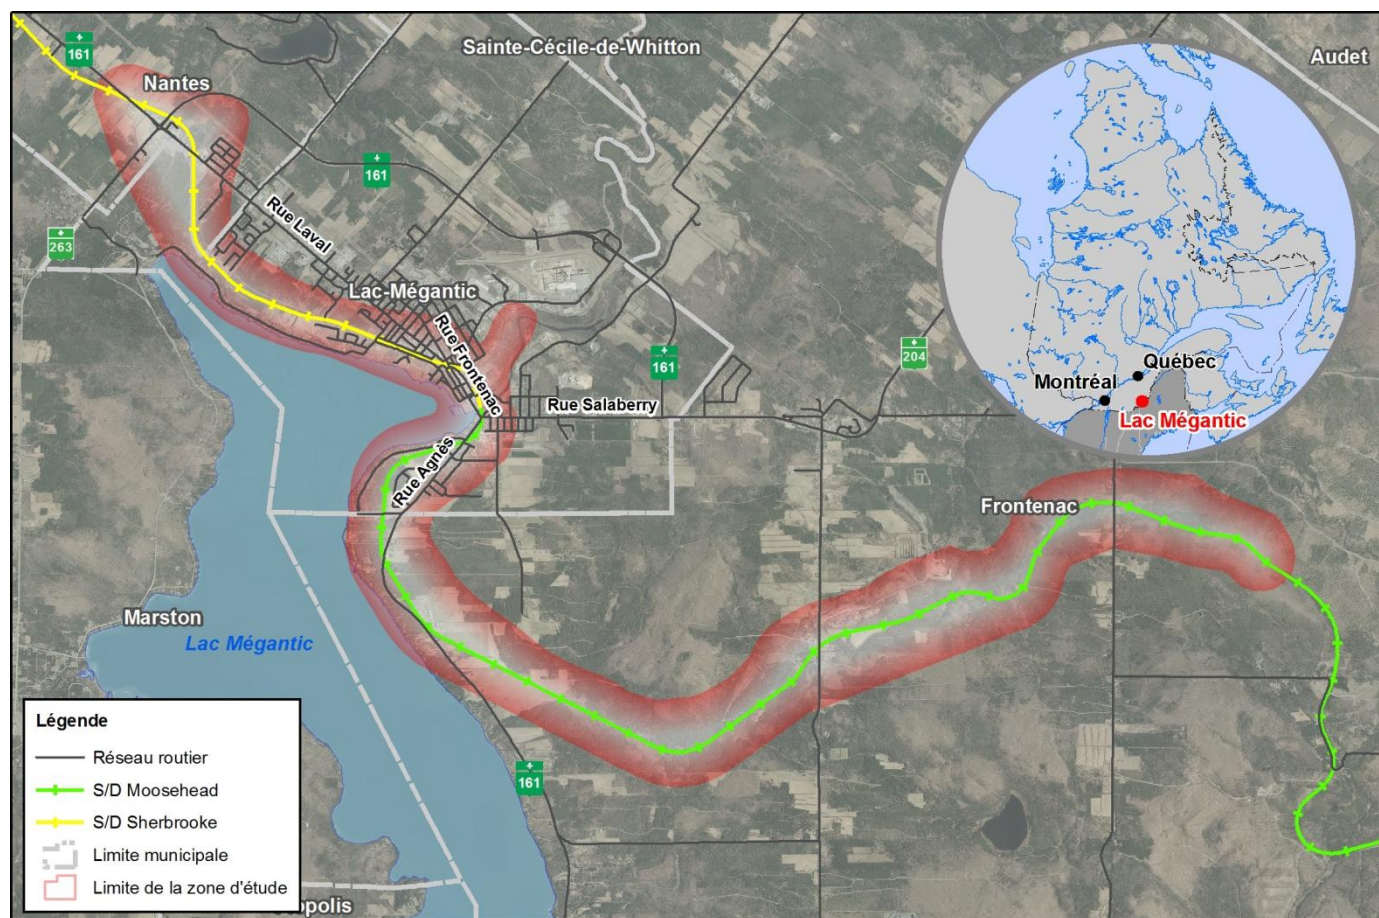 161
Nantes
Sainte-Cécile-de-Whitton
Audet
161
263
Rue Laval
Lac-Mégantic
Rue Frontenac
161
204
Rue Salaberry
Rue Agnès
Québec
Montréal
Lac Mégantic
Frontenac
Marston
Lac Mégantic
161
Légende
Réseau routier
S/D Moosehead
S/D Sherbrooke
Limite municipale
Limite de la zone d'étude